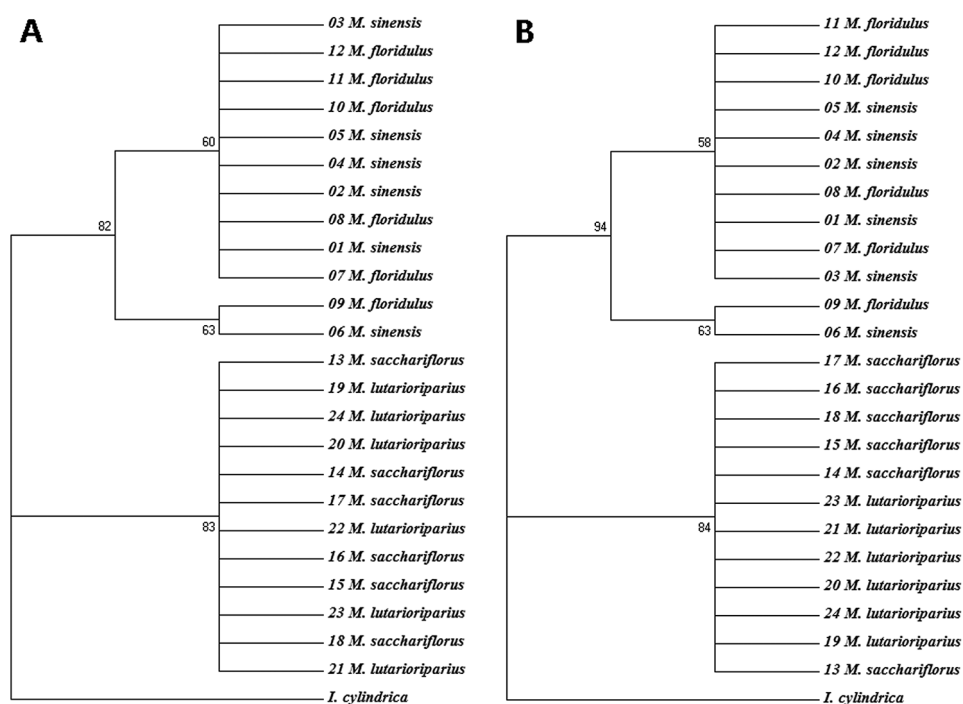 A
03 M. sinensis
12 M. floridulus
11 M. floridulus
10 M. floridulus
05 M. sinensis
60
04 M. sinensis
02 M. sinensis
08 M. floridulus
82
01 M. sinensis
07 M. floridulus
09 M. floridulus
63
06 M. sinensis
13 M. sacchariflorus
19 M. lutarioriparius
24 M. lutarioriparius
20 M. lutarioriparius
14 M. sacchariflorus
17 M. sacchariflorus
83
22 M. lutarioriparius
16 M. sacchariflorus
15 M. sacchariflorus
23 M. lutarioriparius
18 M. sacchariflorus
21 M. lutarioriparius
I. cylindrica
B
11 M. floridulus
12 M. floridulus
10 M. floridulus
05 M. sinensis
58
04 M. sinensis
02 M. sinensis
08 M. floridulus
94
01 M. sinensis
07 M. floridulus
03 M. sinensis
09 M. floridulus
63
06 M. sinensis
17 M. sacchariflorus
16 M. sacchariflorus
18 M. sacchariflorus
15 M. sacchariflorus
14 M. sacchariflorus
23 M. lutarioriparius
84
21 M. lutarioriparius
22 M. lutarioriparius
20 M. lutarioriparius
24 M. lutarioriparius
19 M. lutarioriparius
13 M. sacchariflorus
I. cylindrica